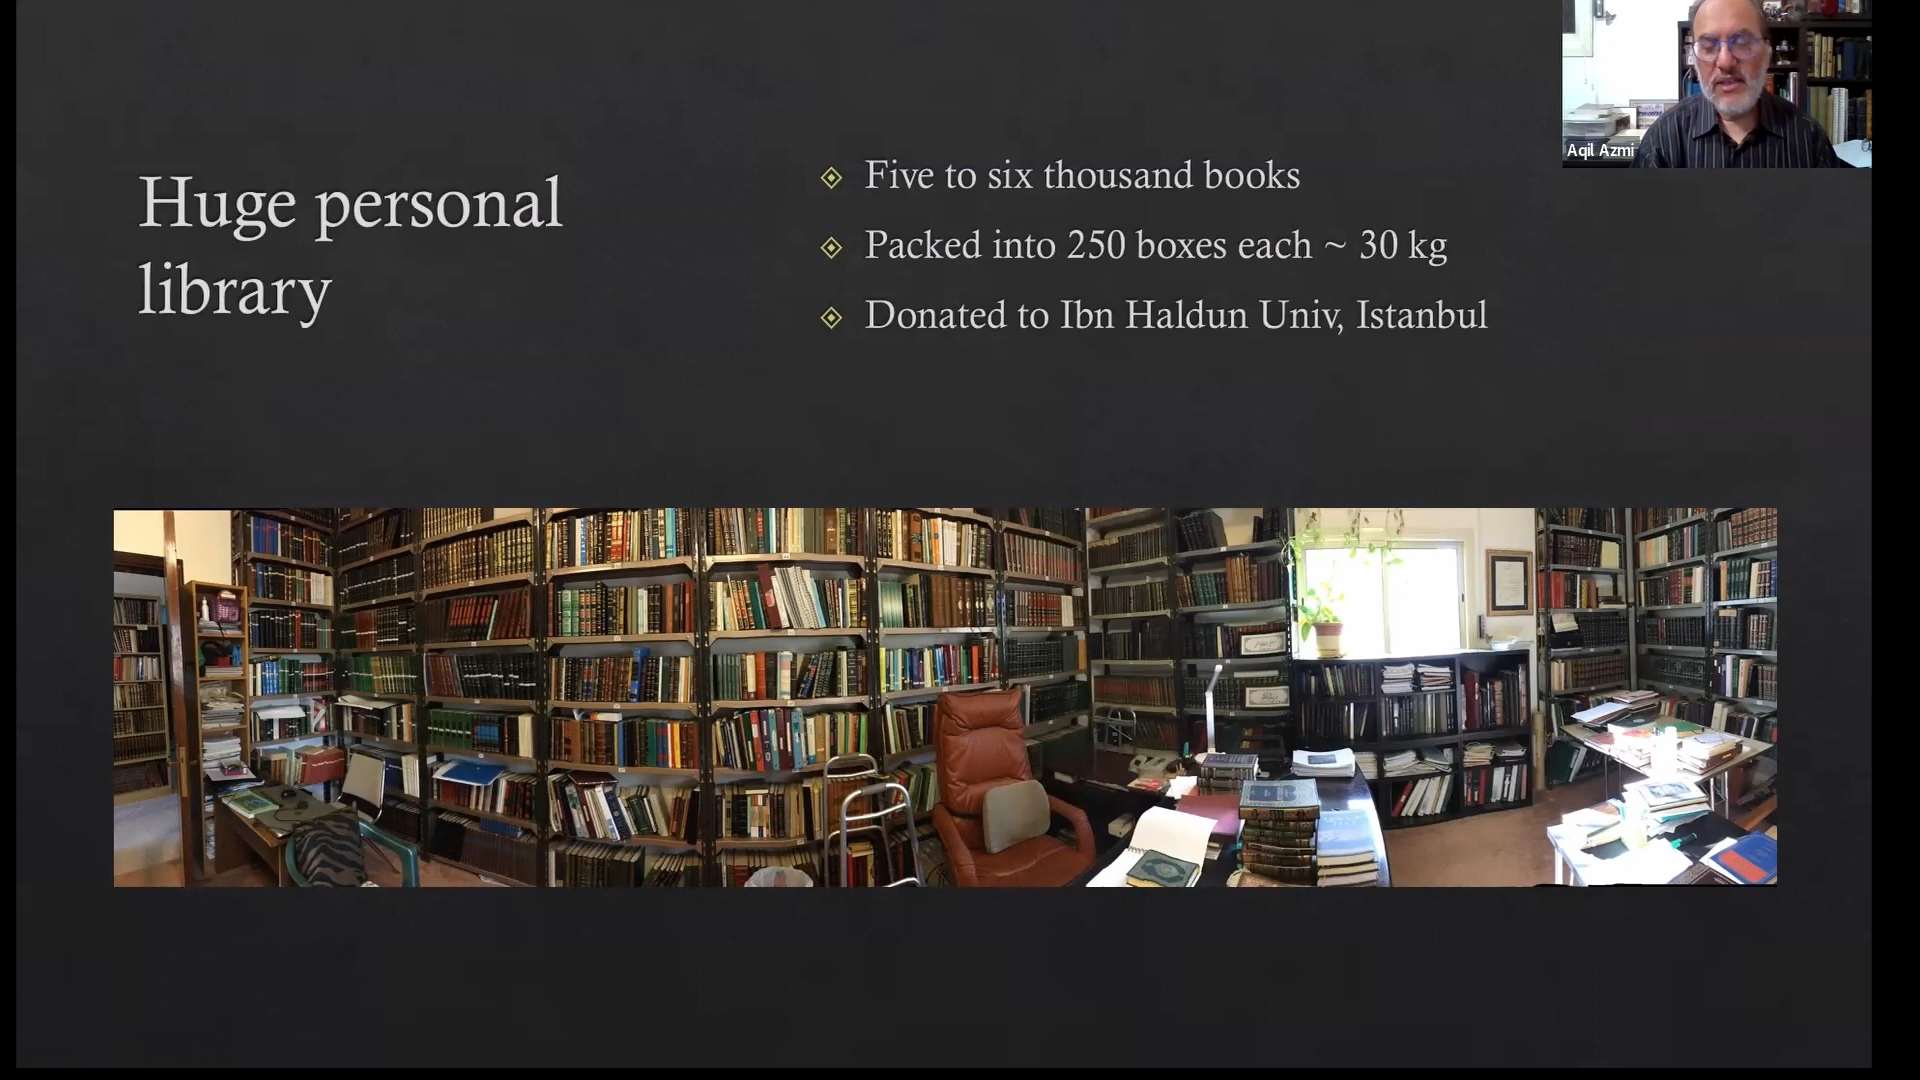 Huge personal
library
Five to six thousand books
Packed into 250 boxes each ~ 30 kg
Donated to Ibn Haldun Univ, Istanbul
Aqil Azmi